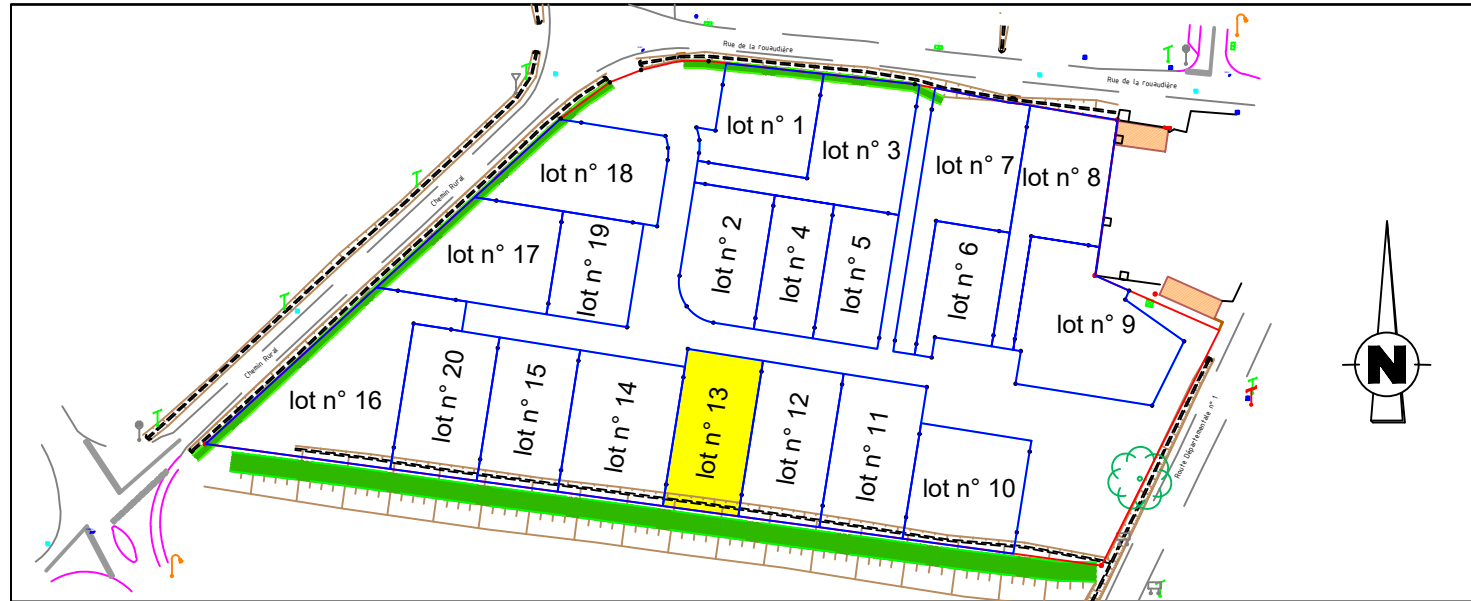 Rue de la rouaudière
Rue de la rouaudière
lot n° 1
lot n° 3
lot n° 7
lot n° 8
lot n° 18
Chemin Rural
lot n° 2
lot n° 4
lot n° 5
lot n° 6
lot n° 17
lot n° 19
lot n° 9
N
Chemin Rural
lot n° 16
lot n° 20
lot n° 15
lot n° 14
lot n° 13
lot n° 12
lot n° 11
lot n° 10
Route Départementale n° 1